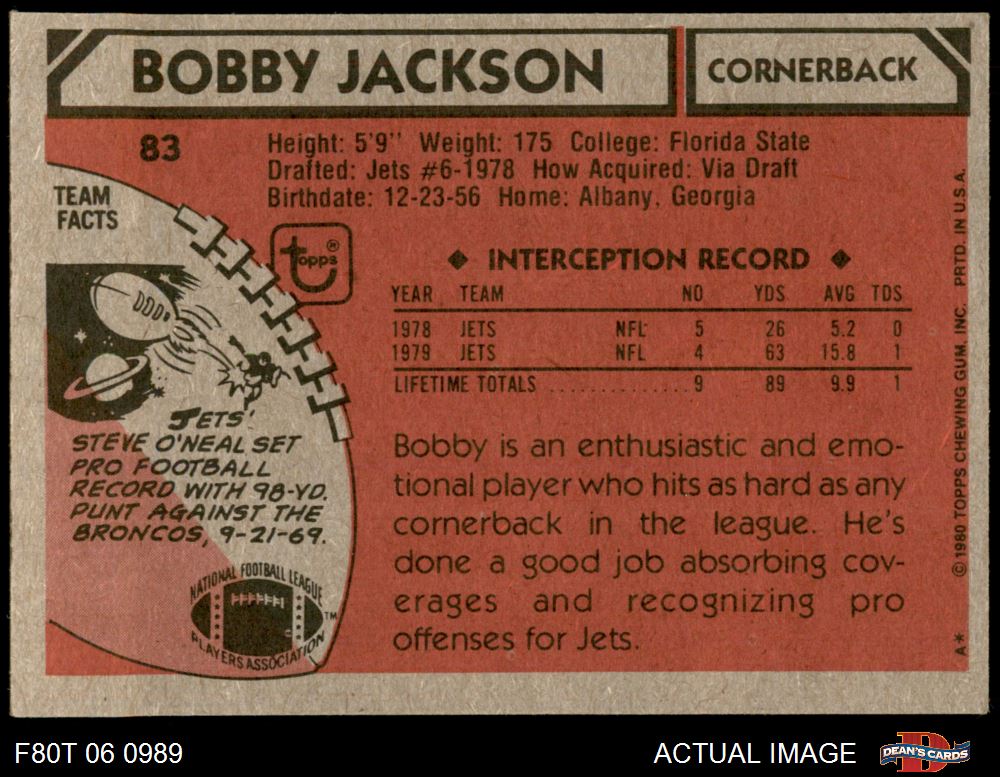 BOBBY JACKSON
CORNERBACK
83
Height: 5'9" Weight: 175 College: Florida State
Drafted: Jets #6-1978 How Acquired: Via Draft
Birthdate: 12-23-56 Home: Albany, Georgia
TEAM
FACTS
topps®
◆ INTERCEPTION RECORD ◆
YEAR TEAM NO YDS AVG TDS
1978 JETS NFL 5 26 5.2 0
1979 JETS NFL 4 63 15.8 1
LIFETIME TOTALS .................. 9 89 9.9 1
JETS'
STEVE O'NEAL SET
PRO FOOTBALL
RECORD WITH 98-YD.
PUNT AGAINST THE
BRONCOS, 9-21-69.
Bobby is an enthusiastic and emo-
tional player who hits as hard as any
cornerback in the league. He's
done a good job absorbing cov-
erages and recognizing pro
offenses for Jets.
NATIONAL FOOTBALL LEAGUE
PLAYERS ASSOCIATION
TM
A* © 1980 TOPPS CHEWING GUM, INC. PRTD. IN U.S.A.
F80T 06 0989
ACTUAL IMAGE
D
DEAN'S CARDS